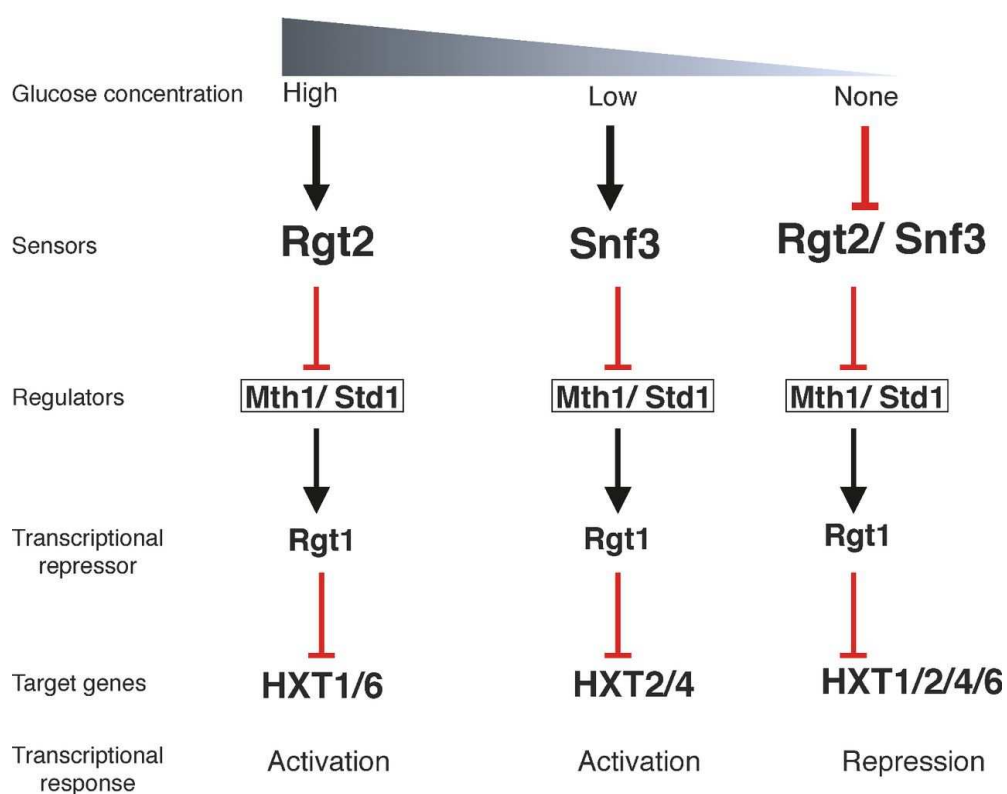 Glucose concentration High Low None
Sensors Rgt2 Snf3 Rgt2/ Snf3
Regulators Mth1/ Std1 Mth1/ Std1 Mth1/ Std1
Transcriptional
repressor Rgt1 Rgt1 Rgt1
Target genes HXT1/6 HXT2/4 HXT1/2/4/6
Transcriptional
response Activation Activation Repression